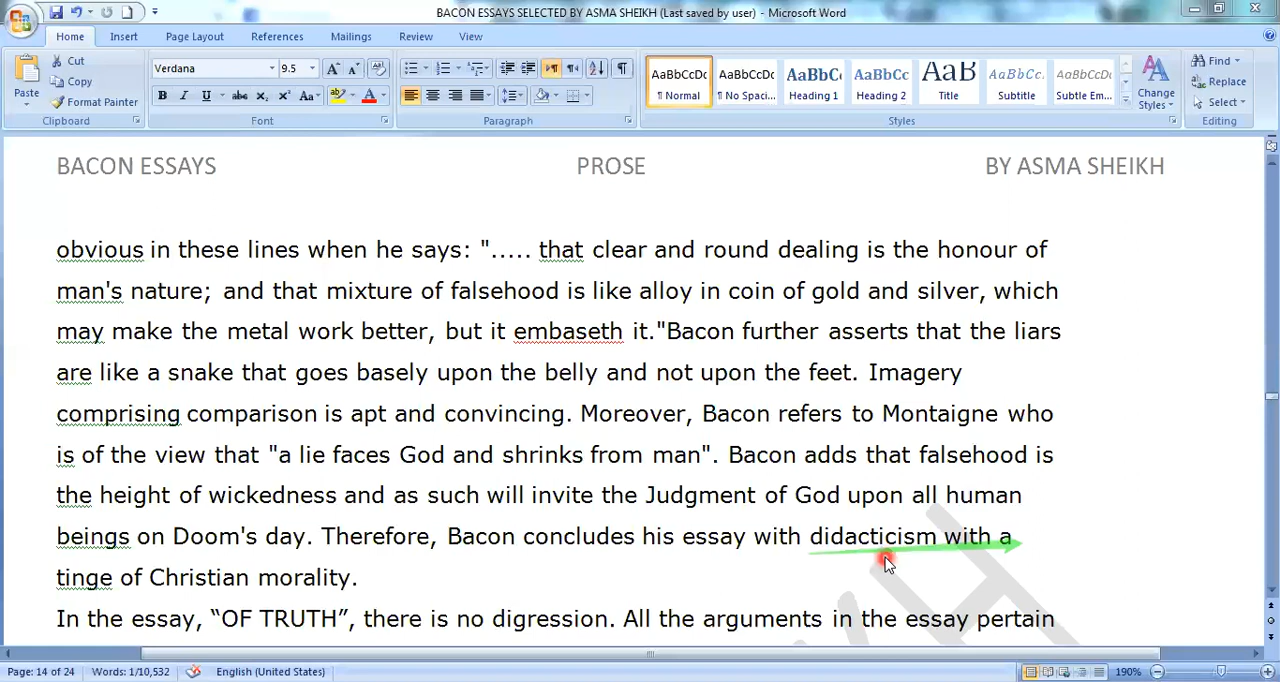 BACON ESSAYS SELECTED BY ASMA SHEIKH (Last saved by user) - Microsoft Word
Home Insert Page Layout References Mailings Review View
Paste
Cut
Copy
Format Painter
Clipboard
Verdana 9.5
Font
Paragraph
AaBbCcDc AaBbCcDc AaBbC AaBbCc AaB AaBbCc. AaBbCcDc
¶ Normal ¶ No Spaci... Heading 1 Heading 2 Title Subtitle Subtle Em...
Styles
Change Styles
Find
Replace
Select
Editing
BACON ESSAYS PROSE BY ASMA SHEIKH
obvious in these lines when he says: "..... that clear and round dealing is the honour of
man's nature; and that mixture of falsehood is like alloy in coin of gold and silver, which
may make the metal work better, but it embaseth it."Bacon further asserts that the liars
are like a snake that goes basely upon the belly and not upon the feet. Imagery
comprising comparison is apt and convincing. Moreover, Bacon refers to Montaigne who
is of the view that "a lie faces God and shrinks from man". Bacon adds that falsehood is
the height of wickedness and as such will invite the Judgment of God upon all human
beings on Doom's day. Therefore, Bacon concludes his essay with didacticism with a
tinge of Christian morality.
In the essay, “OF TRUTH”, there is no digression. All the arguments in the essay pertain
Page: 14 of 24 Words: 1/10,532 English (United States) 190%